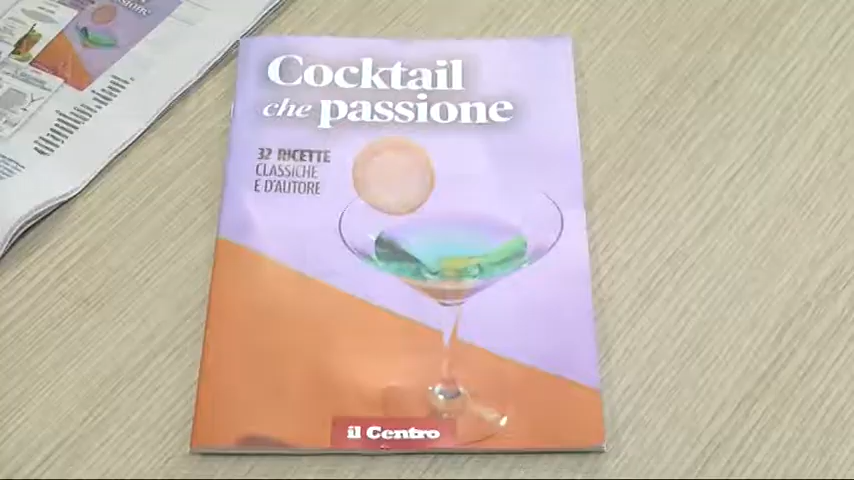 Cocktail
che passione
32 RICETTE
CLASSICHE
E D'AUTORE
il Centro